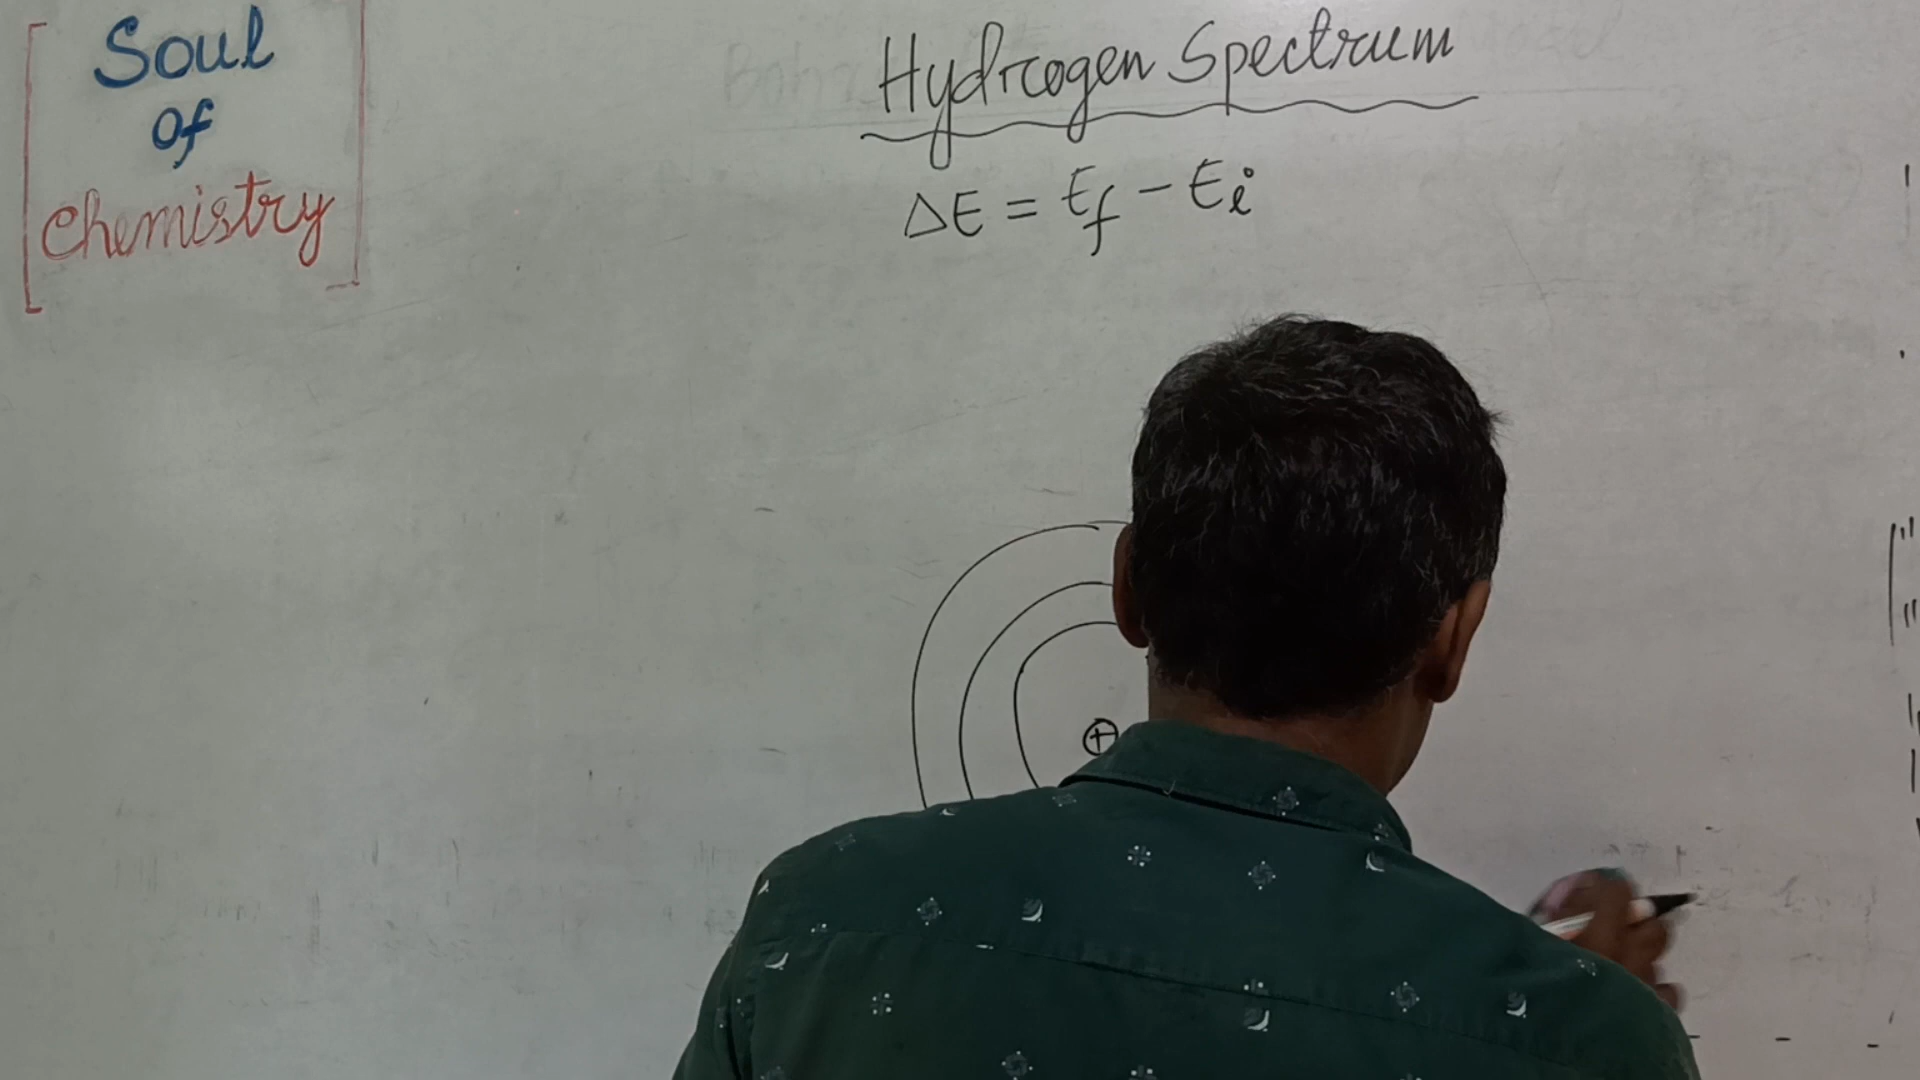 Soul
Of
Chemistry
Hydrogen Spectrum
ΔE = Ef - Ei
+